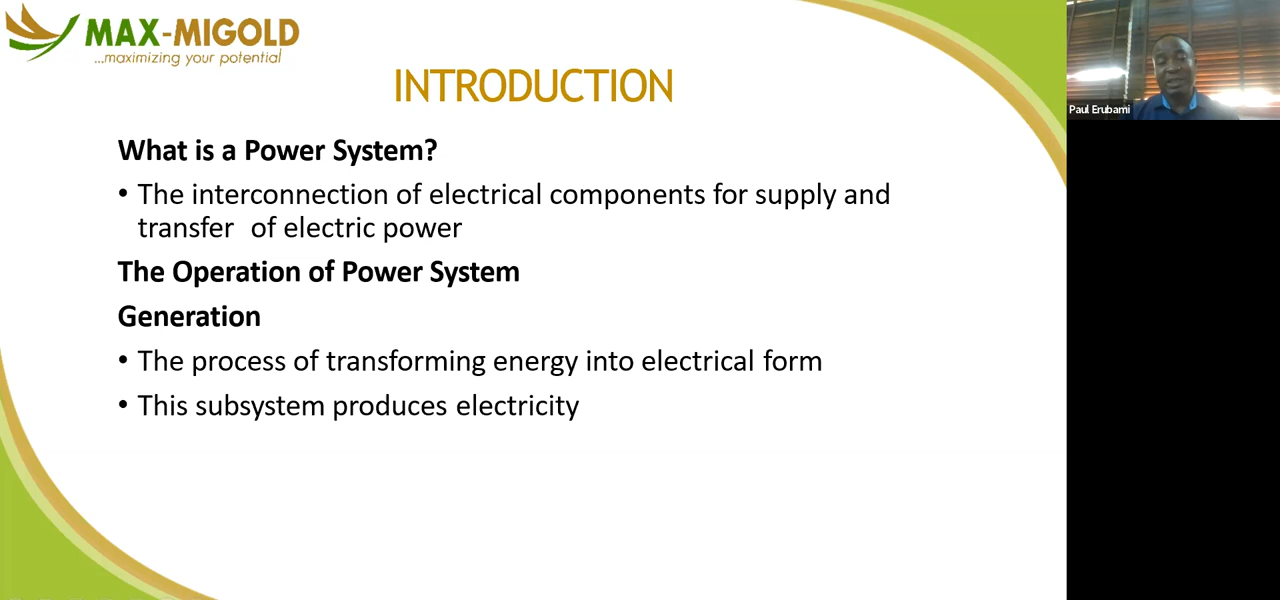 MAX-MIGOLD
...maximizing your potential
INTRODUCTION
What is a Power System?
• The interconnection of electrical components for supply and
transfer of electric power
The Operation of Power System
Generation
• The process of transforming energy into electrical form
• This subsystem produces electricity
Paul Erubami